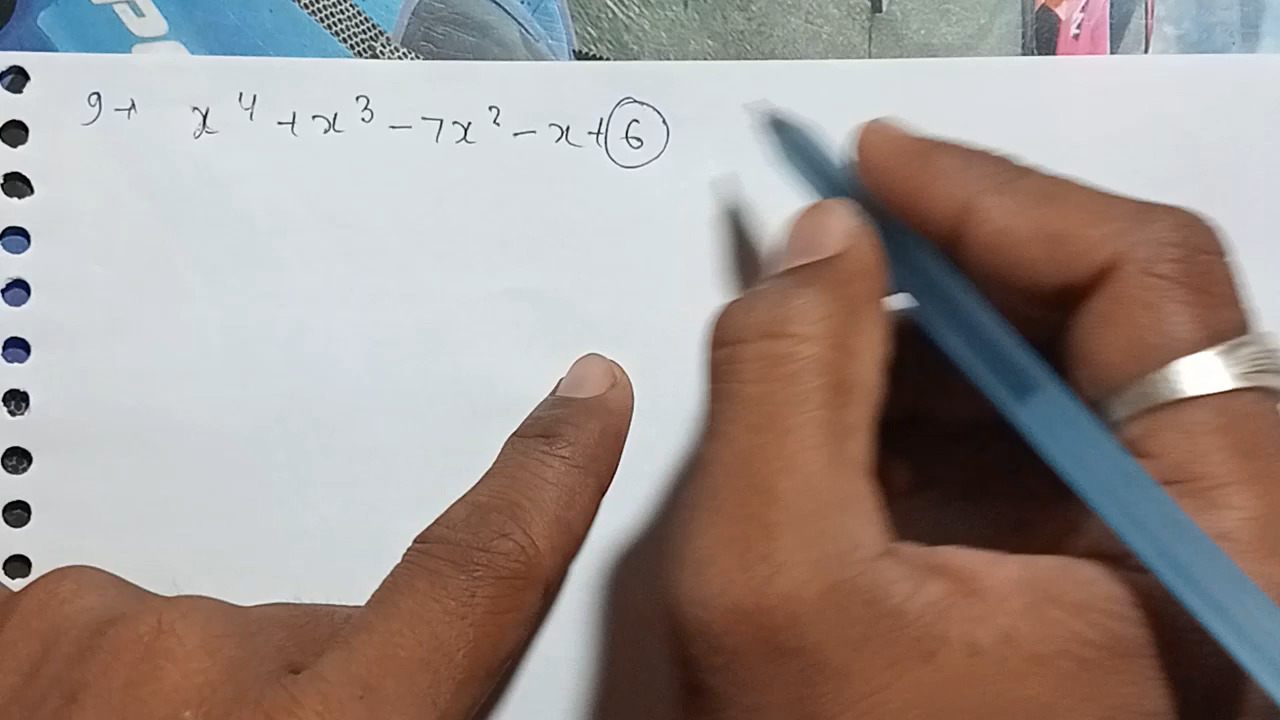 9→ x⁴ + x³ - 7x² - x + 6